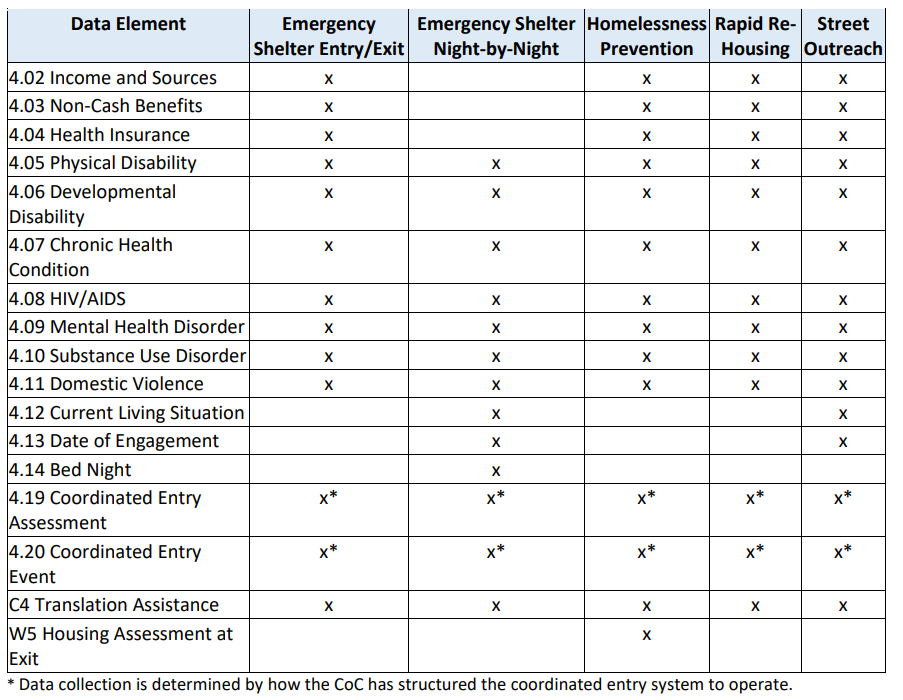 Data Element Emergency Shelter Entry/Exit Emergency Shelter Night-by-Night Homelessness Prevention Rapid Re-Housing Street Outreach
4.02 Income and Sources x x x x
4.03 Non-Cash Benefits x x x x
4.04 Health Insurance x x x x
4.05 Physical Disability x x x x x
4.06 Developmental Disability x x x x x
4.07 Chronic Health Condition x x x x x
4.08 HIV/AIDS x x x x x
4.09 Mental Health Disorder x x x x x
4.10 Substance Use Disorder x x x x x
4.11 Domestic Violence x x x x x
4.12 Current Living Situation x x
4.13 Date of Engagement x x
4.14 Bed Night x
4.19 Coordinated Entry Assessment x* x* x* x* x*
4.20 Coordinated Entry Event x* x* x* x* x*
C4 Translation Assistance x x x x x
W5 Housing Assessment at Exit x
* Data collection is determined by how the CoC has structured the coordinated entry system to operate.